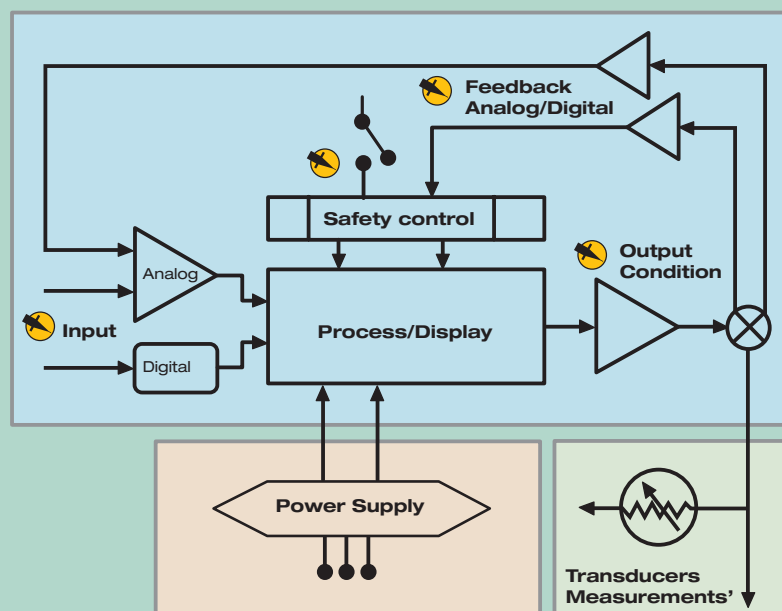 Feedback
Analog/Digital
Safety control
Output
Condition
Analog
Input
Process/Display
Digital
Power Supply
Transducers
Measurements’